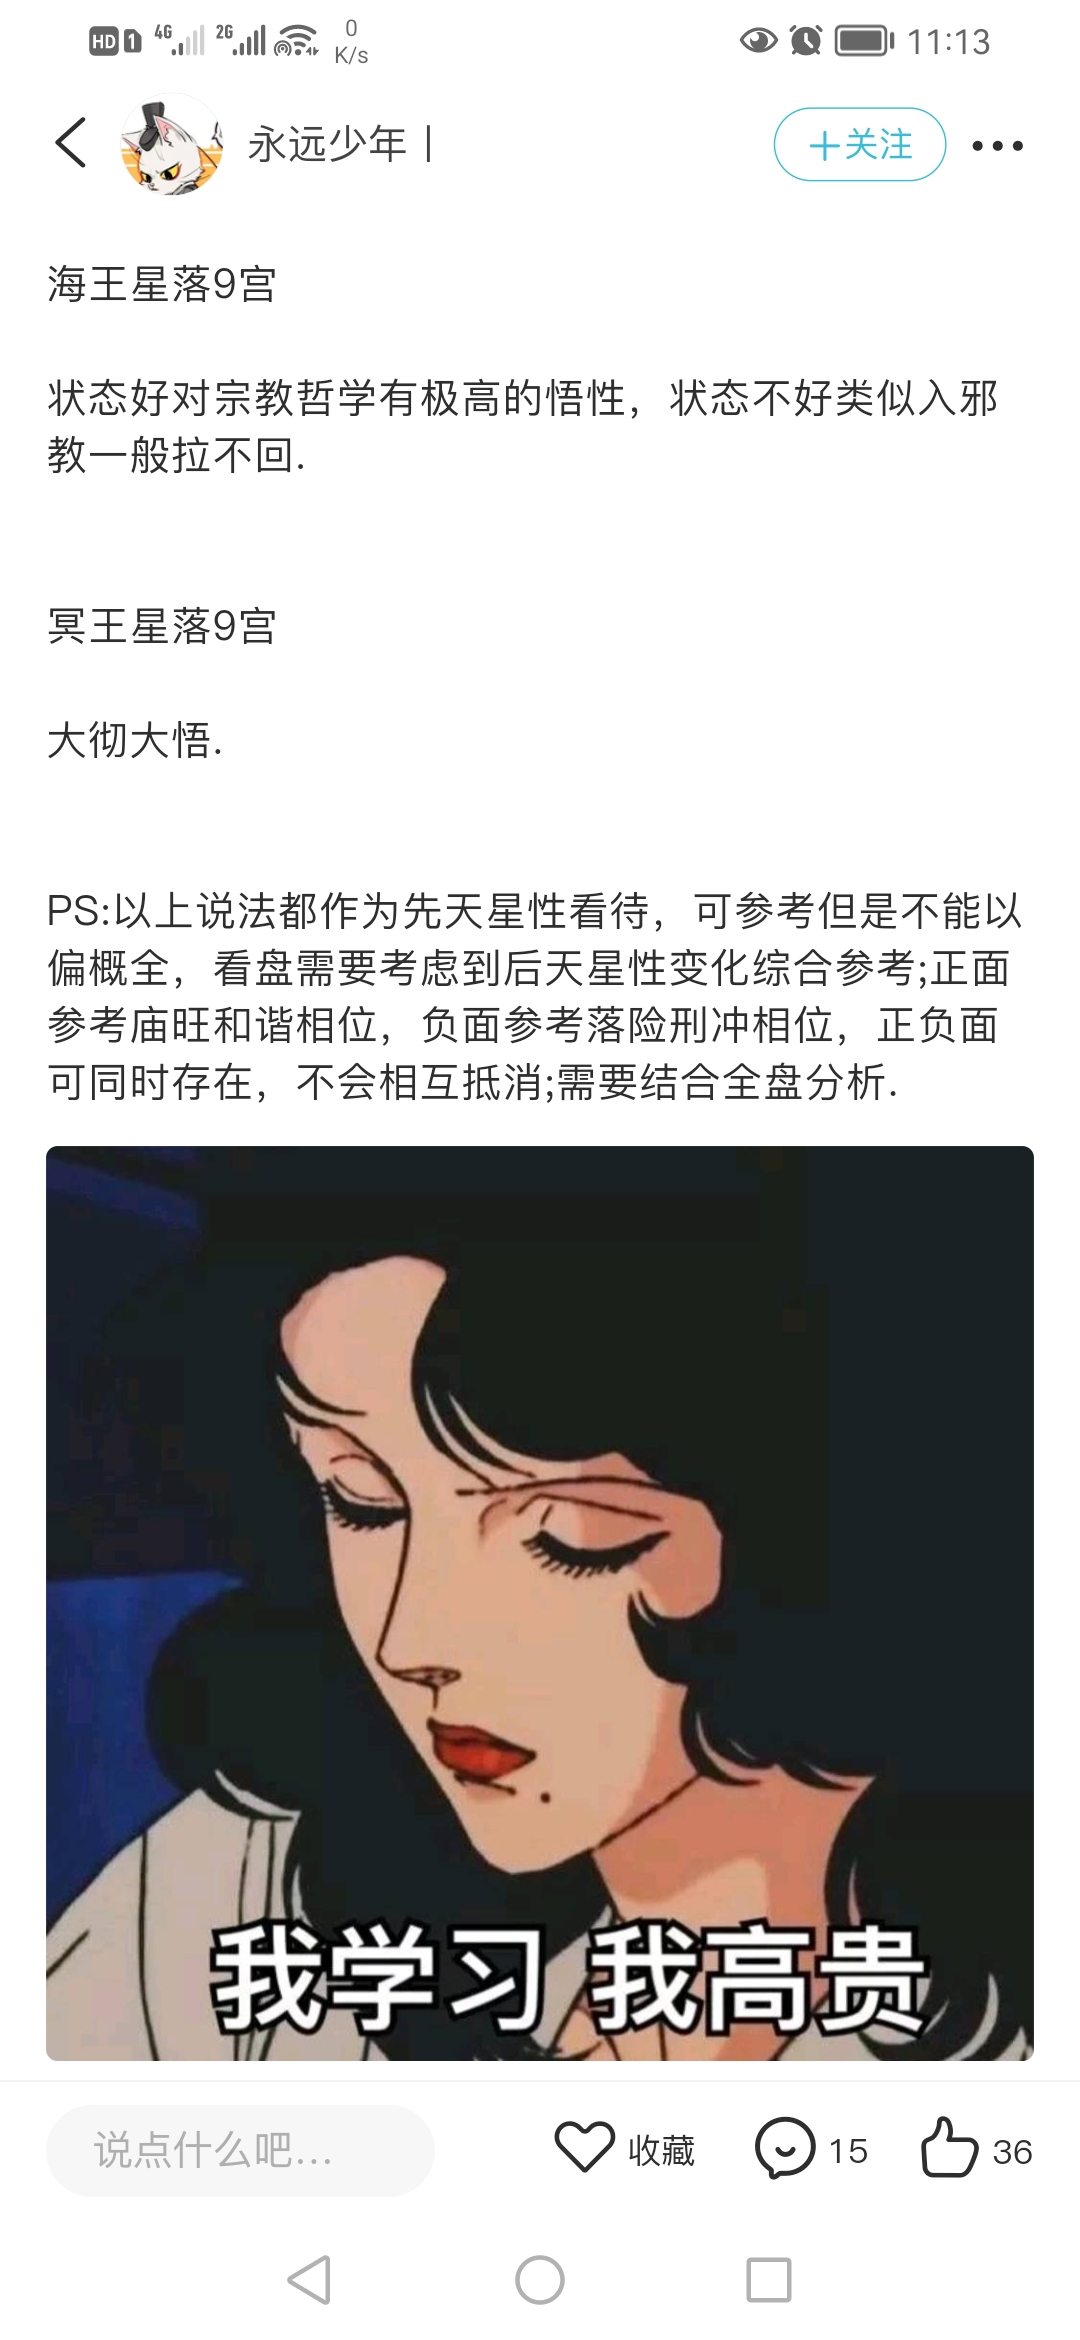 HD 1 4G 2G 0 K/s 11:13
永远少年丨 +关注
海王星落9宫
状态好对宗教哲学有极高的悟性，状态不好类似入邪
教一般拉不回.
冥王星落9宫
大彻大悟.
PS:以上说法都作为先天星性看待，可参考但是不能以
偏概全，看盘需要考虑到后天星性变化综合参考;正面
参考庙旺和谐相位，负面参考落险刑冲相位，正负面
可同时存在，不会相互抵消;需要结合全盘分析.
我学习 我高贵
说点什么吧... 收藏 15 36